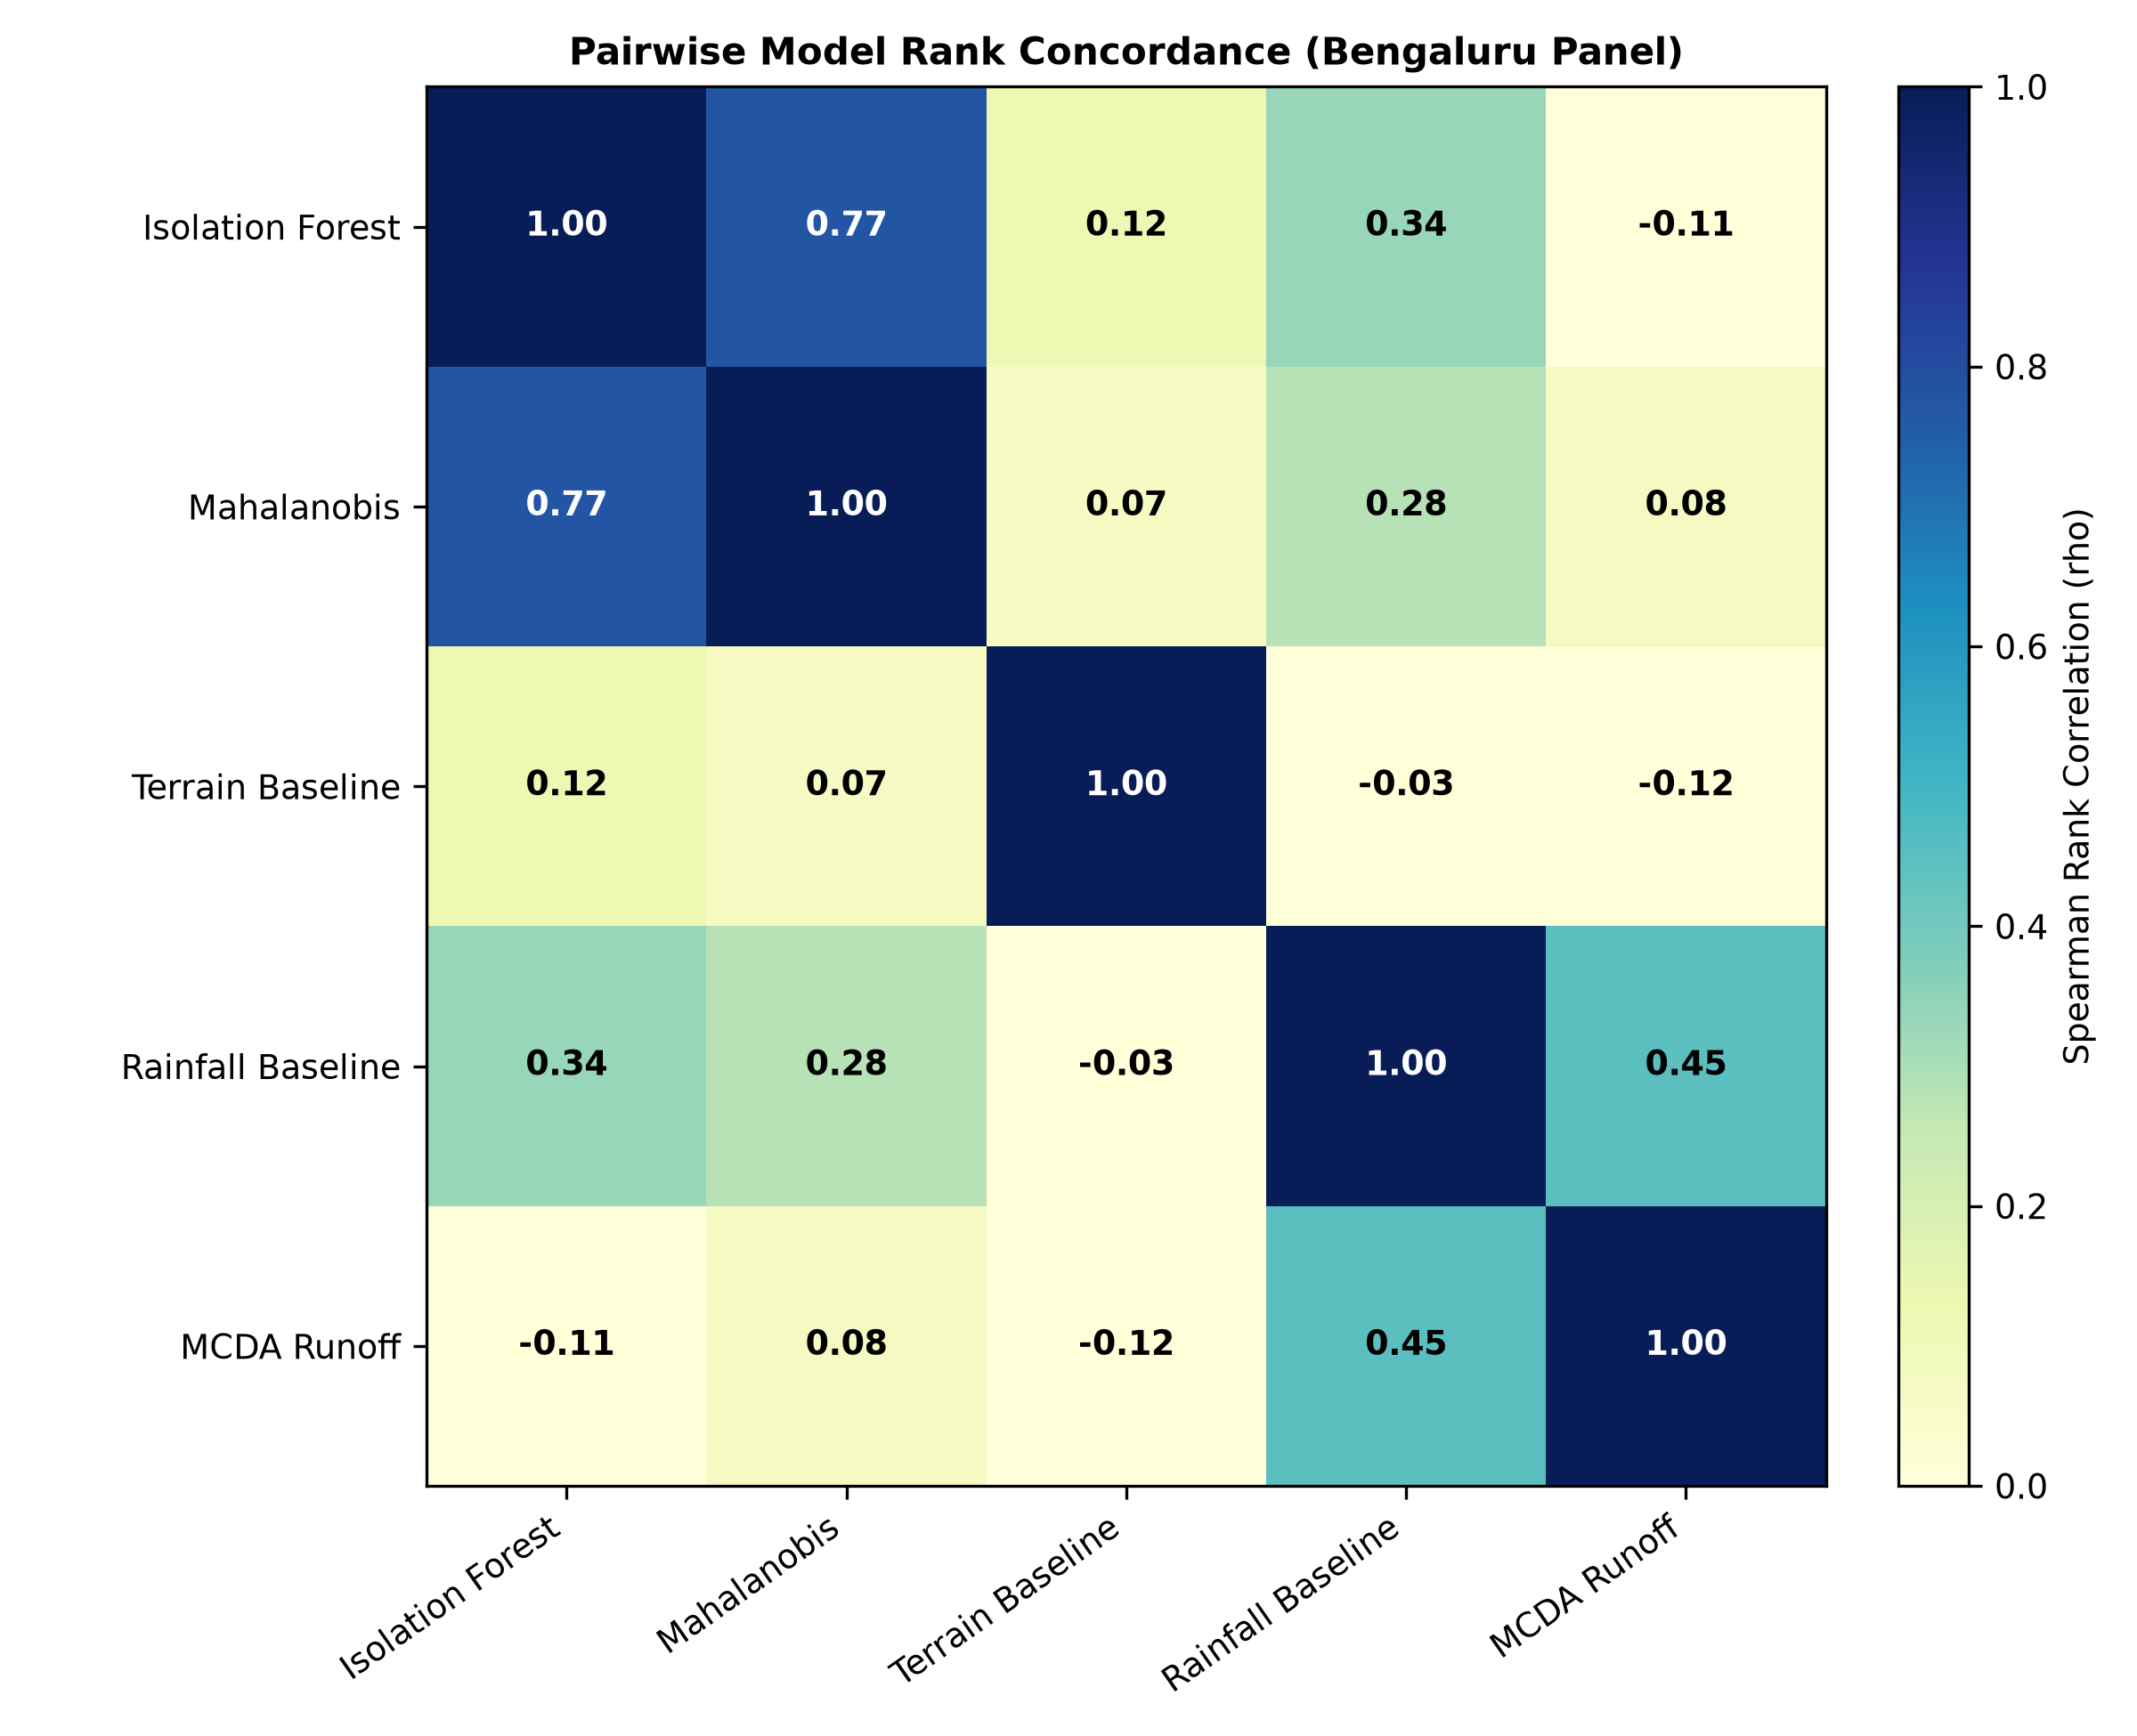 Pairwise Model Rank Concordance (Bengaluru Panel)
Isolation Forest 1.00 0.77 0.12 0.34 -0.11
Mahalanobis 0.77 1.00 0.07 0.28 0.08
Terrain Baseline 0.12 0.07 1.00 -0.03 -0.12
Rainfall Baseline 0.34 0.28 -0.03 1.00 0.45
MCDA Runoff -0.11 0.08 -0.12 0.45 1.00
Isolation Forest Mahalanobis Terrain Baseline Rainfall Baseline MCDA Runoff
1.0
0.8
0.6
0.4
0.2
0.0
Spearman Rank Correlation (rho)